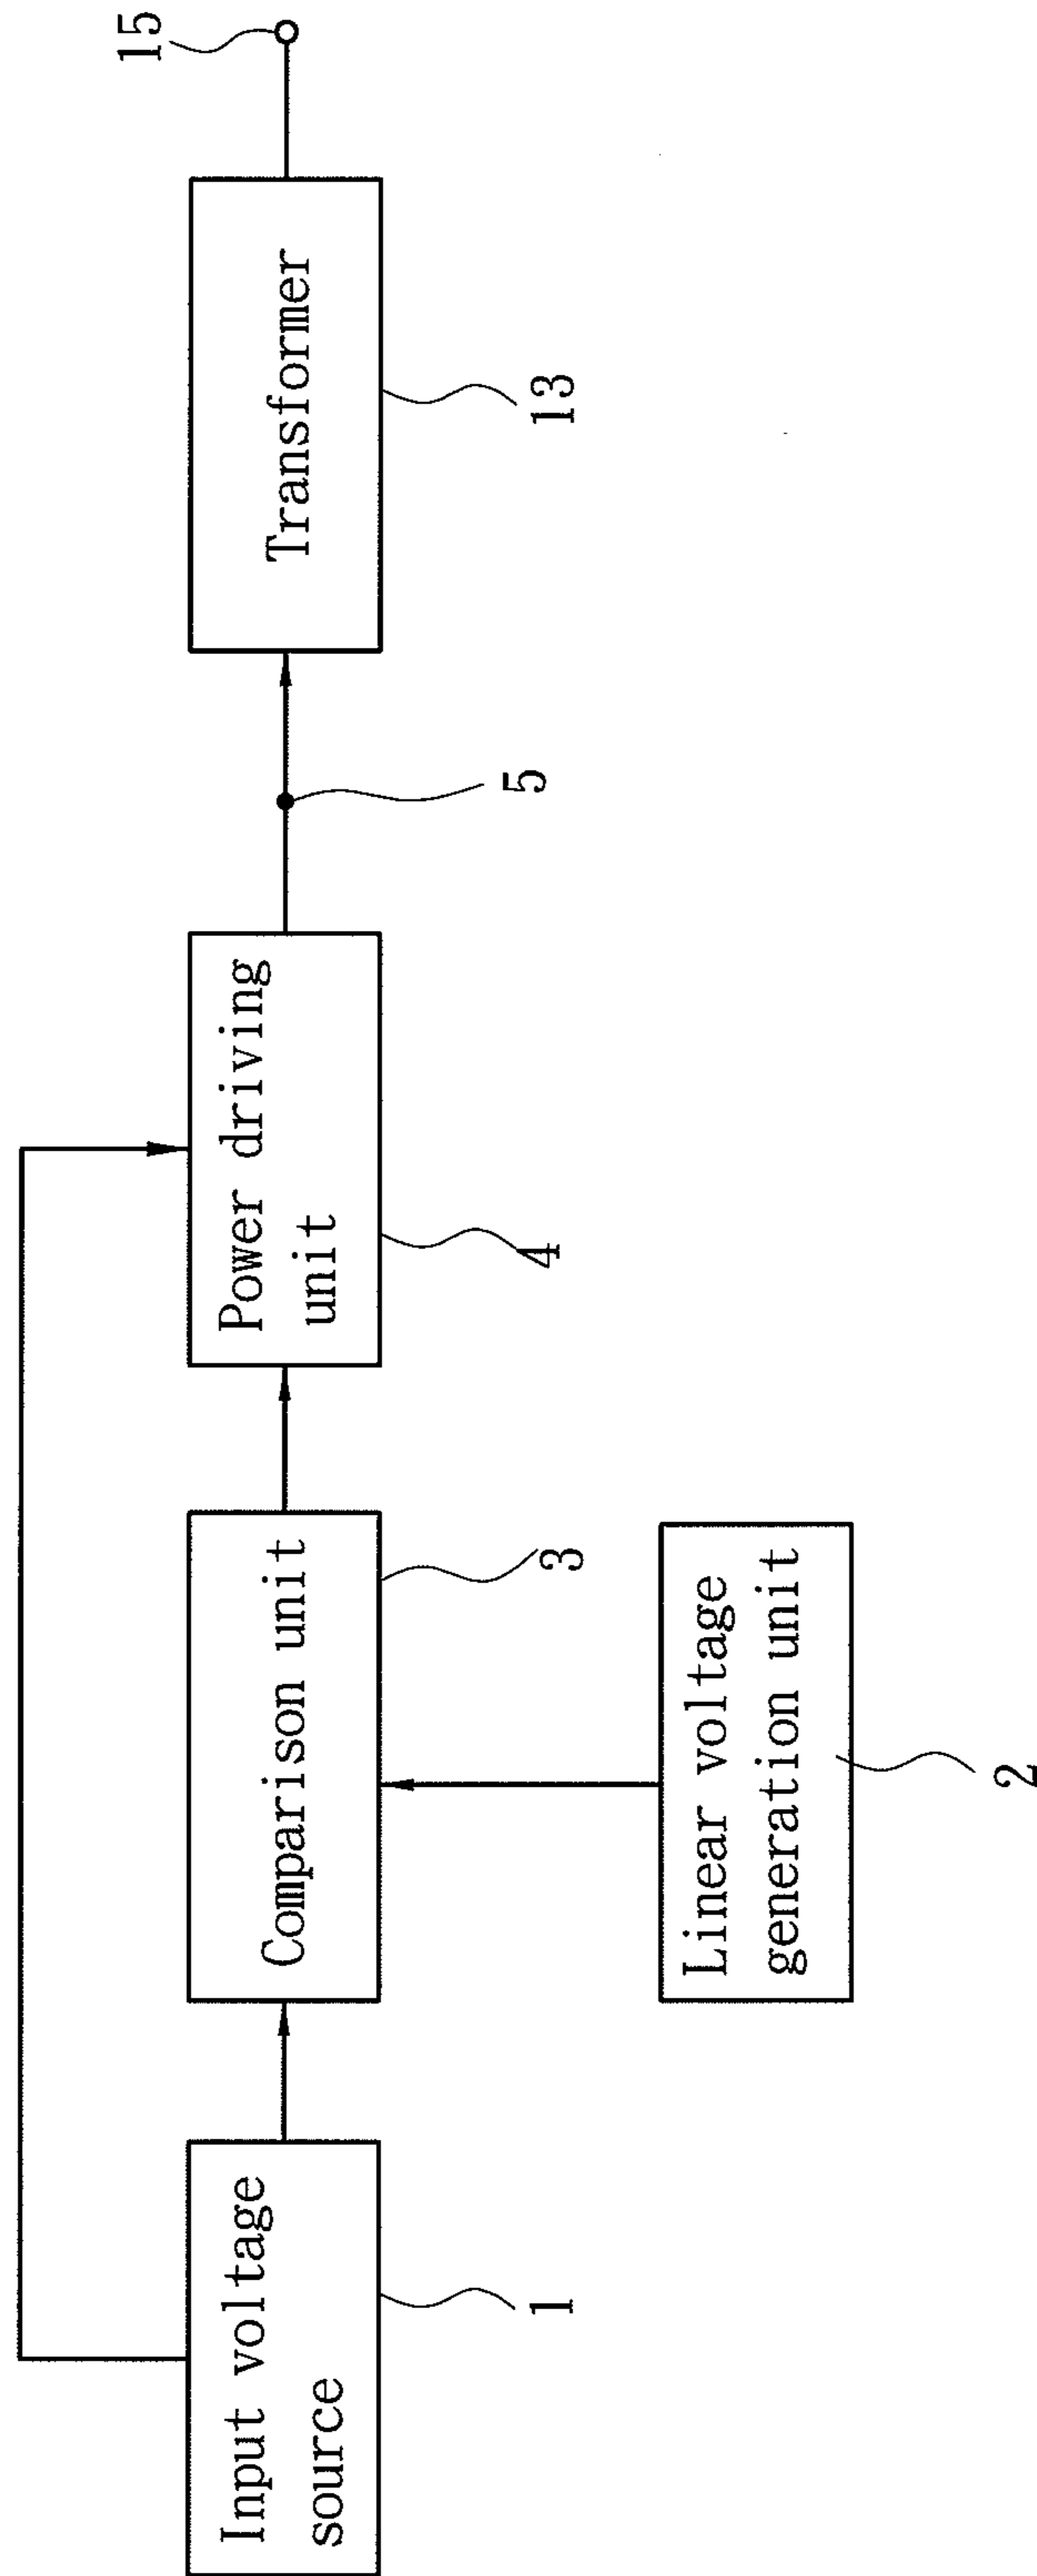 Input voltage
source
1
Comparison unit
3
Linear voltage
generation unit
2
Power driving
unit
4
5
Transformer
13
15